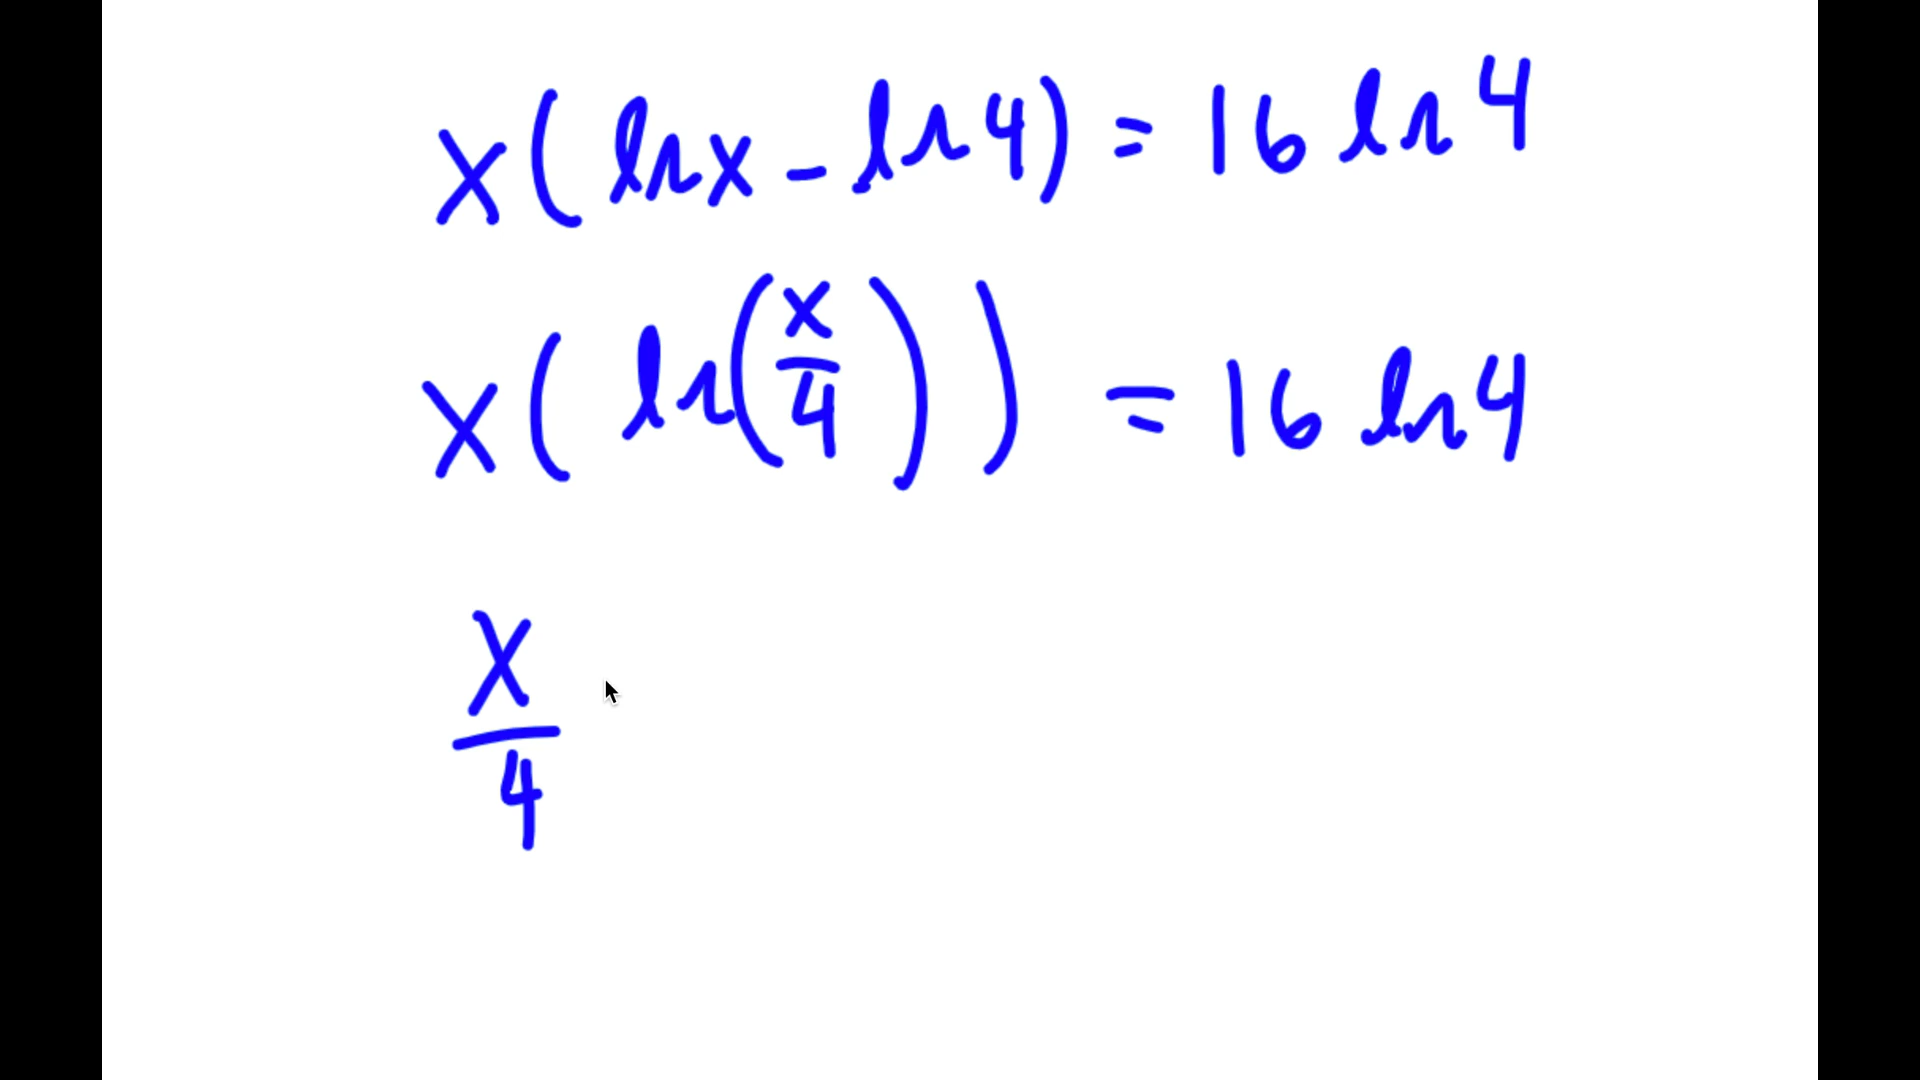 x(lnx - ln4) = 16 ln4
x(ln(x/4)) = 16 ln4
x/4